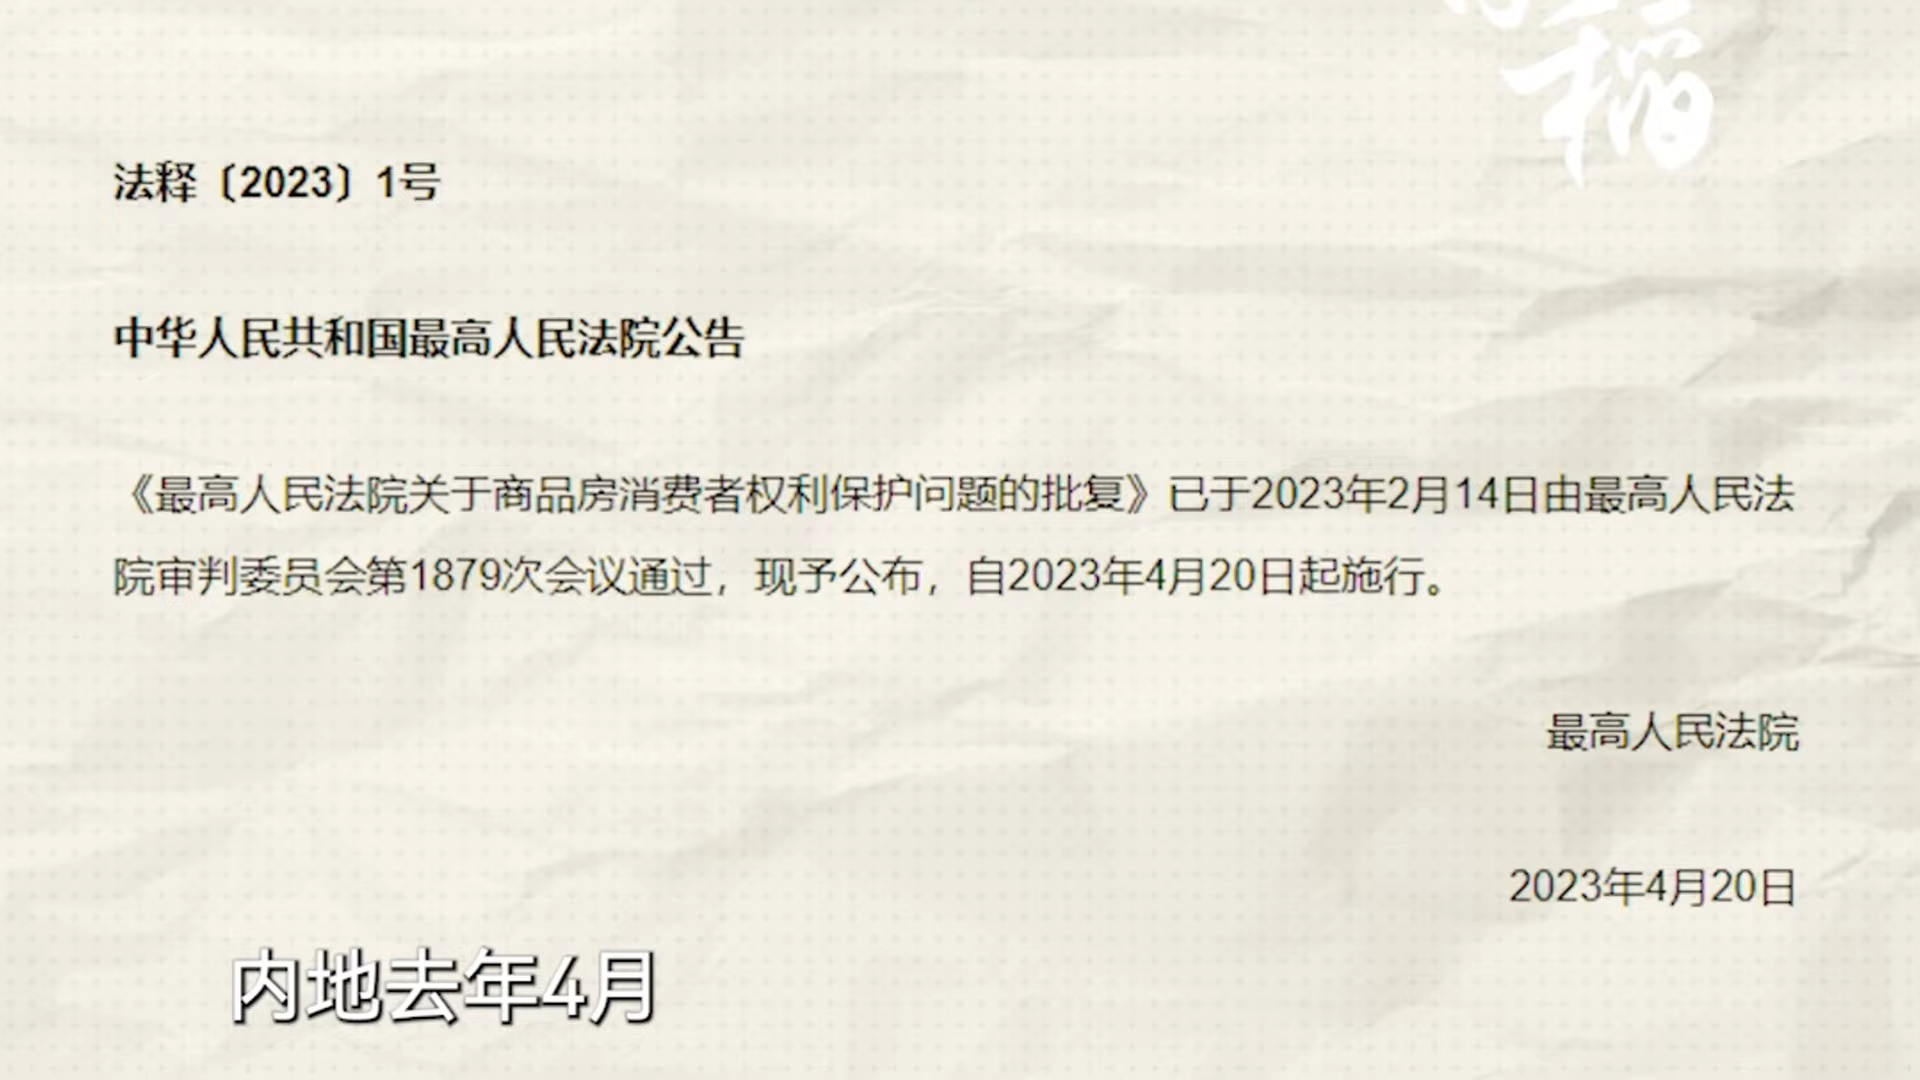 稻
法释〔2023〕1号
中华人民共和国最高人民法院公告
《最高人民法院关于商品房消费者权利保护问题的批复》已于2023年2月14日由最高人民法
院审判委员会第1879次会议通过，现予公布，自2023年4月20日起施行。
最高人民法院
2023年4月20日
内地去年4月